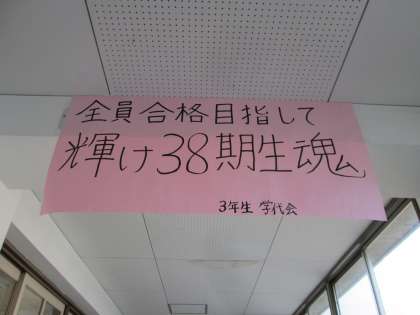 全員合格目指して
輝け38期生魂
3年生 学代会